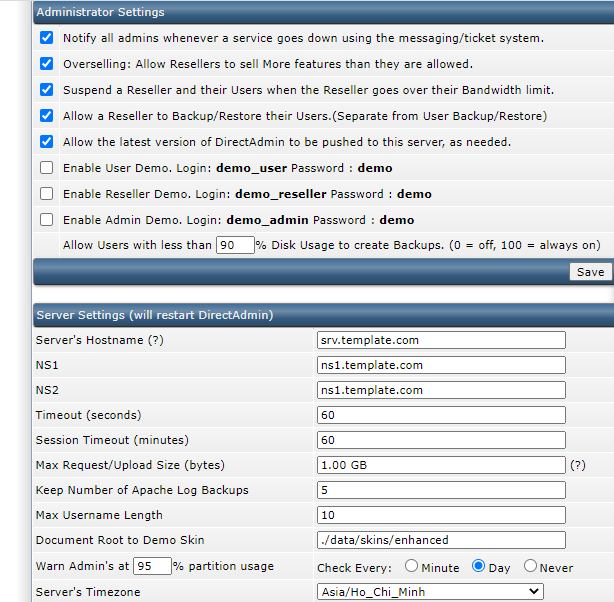 Administrator Settings
Notify all admins whenever a service goes down using the messaging/ticket system.
Overselling: Allow Resellers to sell More features than they are allowed.
Suspend a Reseller and their Users when the Reseller goes over their Bandwidth limit.
Allow a Reseller to Backup/Restore their Users.(Separate from User Backup/Restore)
Allow the latest version of DirectAdmin to be pushed to this server, as needed.
Enable User Demo. Login: demo_user Password : demo
Enable Reseller Demo. Login: demo_reseller Password : demo
Enable Admin Demo. Login: demo_admin Password : demo
Allow Users with less than 90 % Disk Usage to create Backups. (0 = off, 100 = always on)
Save
Server Settings (will restart DirectAdmin)
Server's Hostname (?) srv.template.com
NS1 ns1.template.com
NS2 ns1.template.com
Timeout (seconds) 60
Session Timeout (minutes) 60
Max Request/Upload Size (bytes) 1.00 GB (?)
Keep Number of Apache Log Backups 5
Max Username Length 10
Document Root to Demo Skin ./data/skins/enhanced
Warn Admin's at 95 % partition usage Check Every: Minute Day Never
Server's Timezone Asia/Ho_Chi_Minh